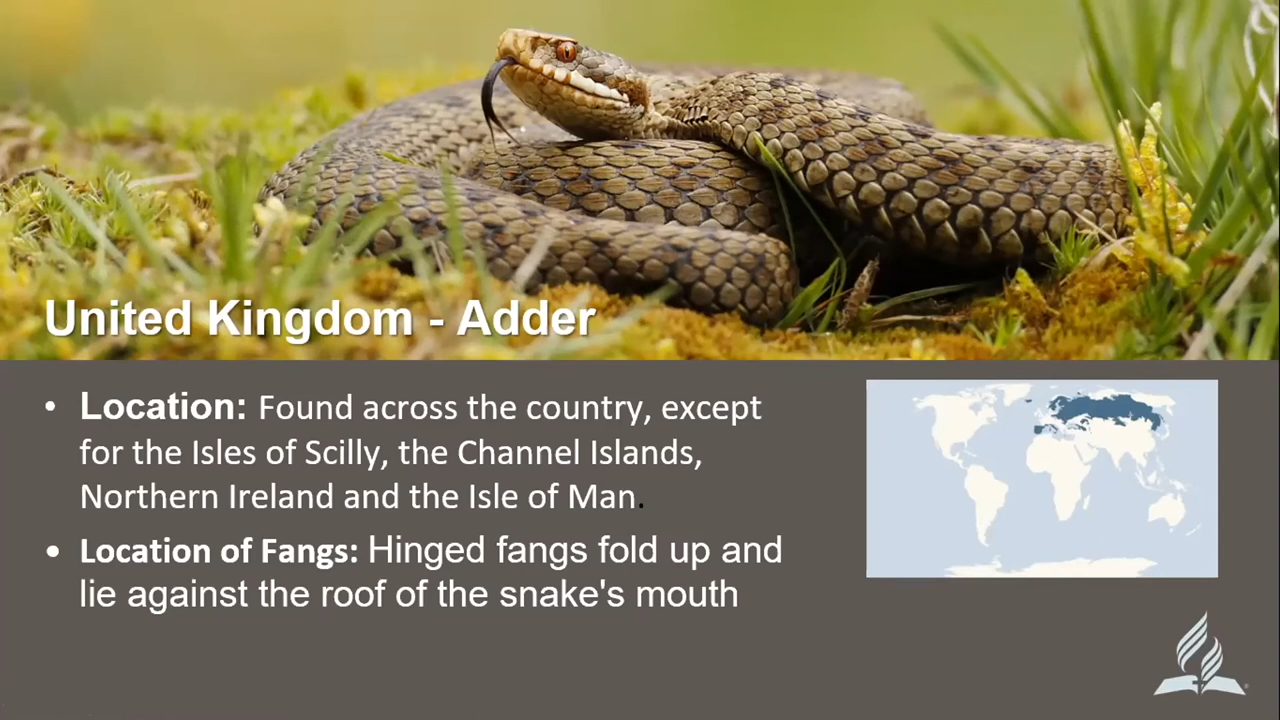 United Kingdom - Adder
• Location: Found across the country, except
for the Isles of Scilly, the Channel Islands,
Northern Ireland and the Isle of Man.
• Location of Fangs: Hinged fangs fold up and
lie against the roof of the snake's mouth